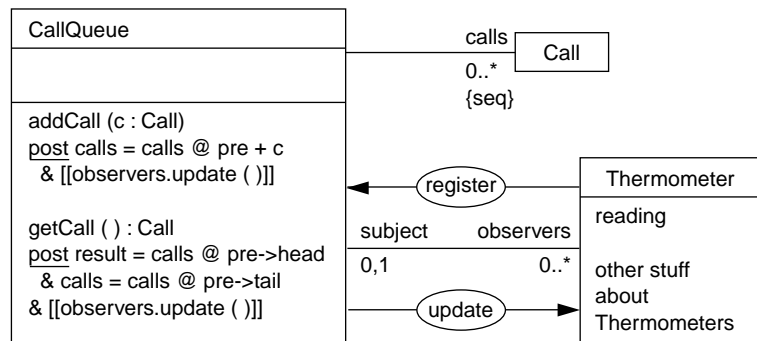 CallQueue
calls
0..*
{seq}
Call
addCall (c : Call)
post calls = calls @ pre + c
& [[observers.update ( )]]
getCall ( ) : Call
post result = calls @ pre->head
& calls = calls @ pre->tail
& [[observers.update ( )]]
register
subject observers
0,1 0..*
update
Thermometer
reading
other stuff
about
Thermometers